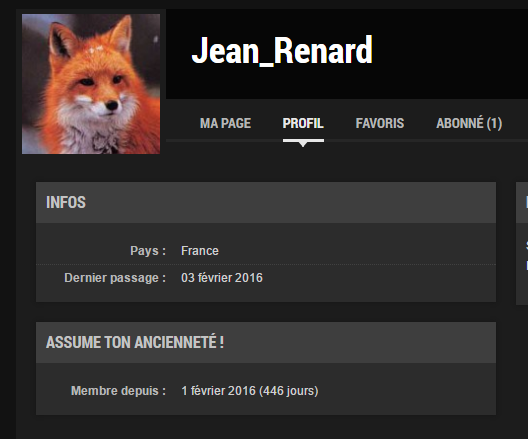 Jean_Renard
MA PAGE PROFIL FAVORIS ABONNÉ (1)
INFOS
Pays : France
Dernier passage : 03 février 2016
ASSUME TON ANCIENNETÉ !
Membre depuis : 1 février 2016 (446 jours)